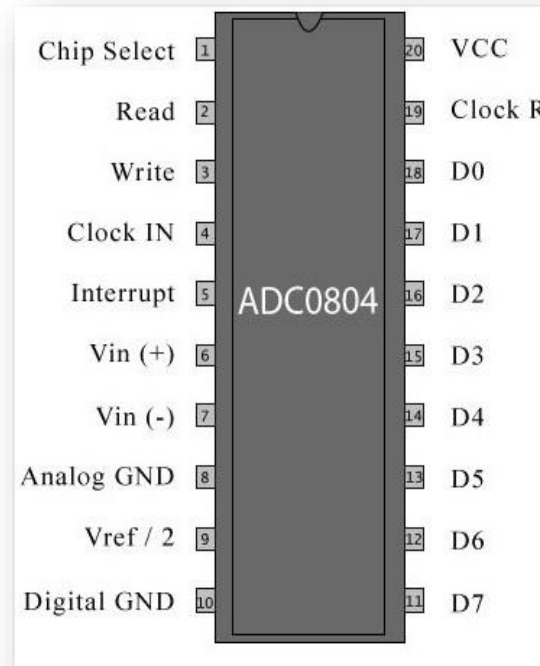 Chip Select 1
Read 2
Write 3
Clock IN 4
Interrupt 5
Vin (+) 6
Vin (-) 7
Analog GND 8
Vref / 2 9
Digital GND 10
ADC0804
20 VCC
19 Clock R
18 D0
17 D1
16 D2
15 D3
14 D4
13 D5
12 D6
11 D7